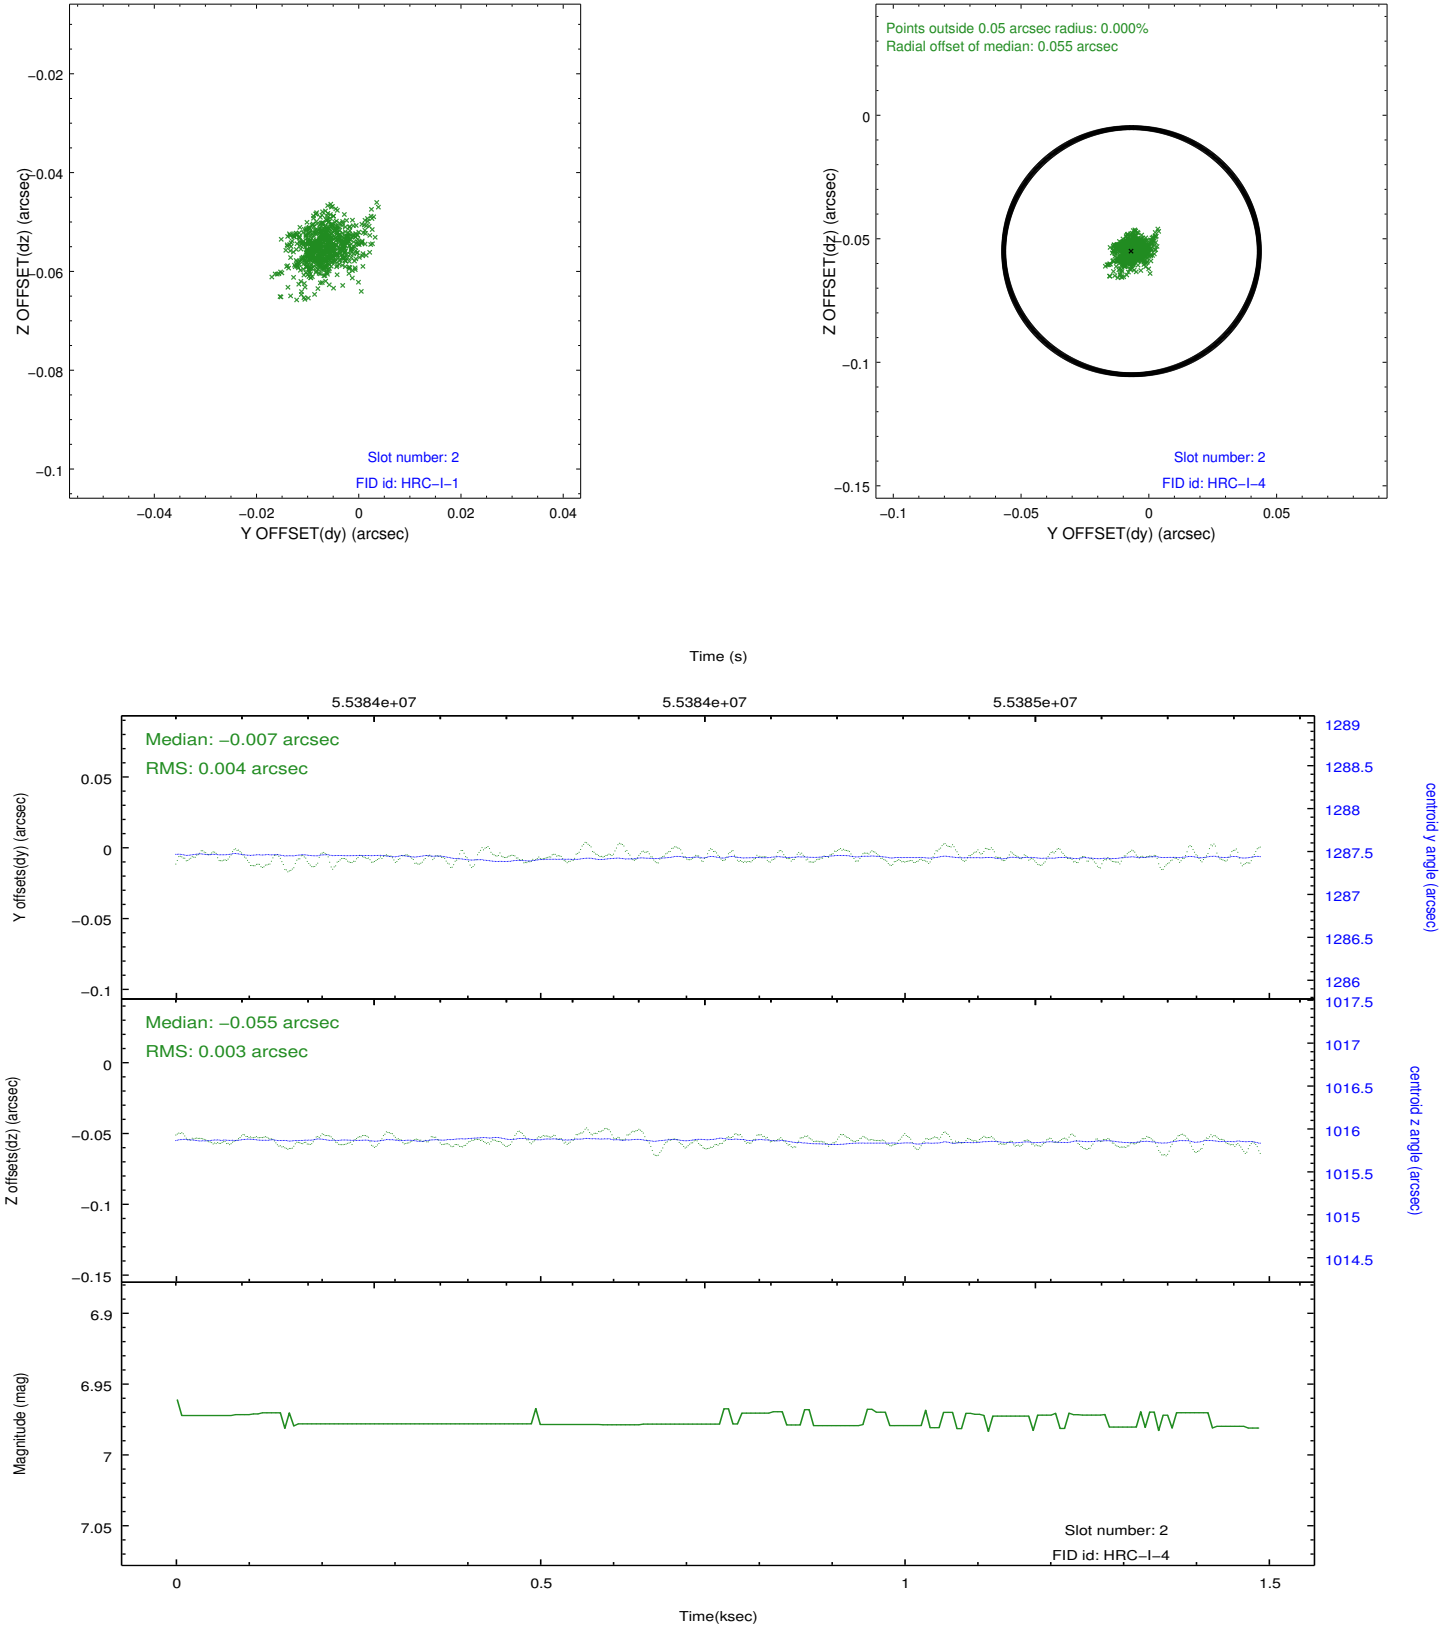 −0.02
−0.04
−0.06
−0.08
−0.1
Z OFFSET(dz) (arcsec)
Slot number: 2
FID id: HRC−I−1
−0.04
−0.02
0
0.02
0.04
Y OFFSET(dy) (arcsec)
Points outside 0.05 arcsec radius: 0.000%
Radial offset of median: 0.055 arcsec
0
−0.05
−0.1
−0.15
Z OFFSET(dz) (arcsec)
Slot number: 2
FID id: HRC−I−4
−0.1
−0.05
0
0.05
Y OFFSET(dy) (arcsec)
Time (s)
5.5384e+07
5.5384e+07
5.5385e+07
Median: −0.007 arcsec
RMS: 0.004 arcsec
0.05
0
−0.05
−0.1
Y offsets(dy) (arcsec)
1289
1288.5
1288
1287.5
1287
1286.5
1286
centroid y angle (arcsec)
Median: −0.055 arcsec
RMS: 0.003 arcsec
0
−0.05
−0.1
−0.15
Z offsets(dz) (arcsec)
1017.5
1017
1016.5
1016
1015.5
1015
1014.5
centroid z angle (arcsec)
6.9
6.95
7
7.05
Magnitude (mag)
Slot number: 2
FID id: HRC−I−4
0
0.5
1
1.5
Time(ksec)